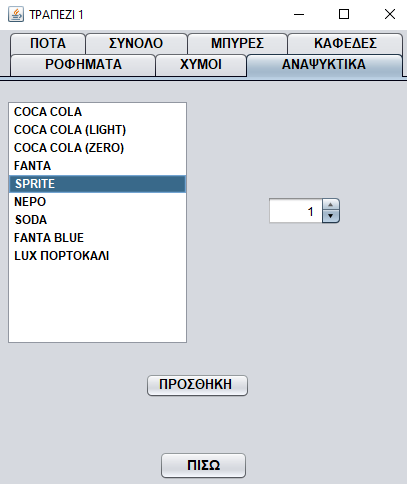 ΤΡΑΠΕΖΙ 1
ΠΟΤΑ ΣΥΝΟΛΟ ΜΠΥΡΕΣ ΚΑΦΕΔΕΣ
ΡΟΦΗΜΑΤΑ ΧΥΜΟΙ ΑΝΑΨΥΚΤΙΚΑ
COCA COLA
COCA COLA (LIGHT)
COCA COLA (ZERO)
FANTA
SPRITE
ΝΕΡΟ
SODA
FANTA BLUE
LUX ΠΟΡΤΟΚΑΛΙ
1
ΠΡΟΣΘΗΚΗ
ΠΙΣΩ